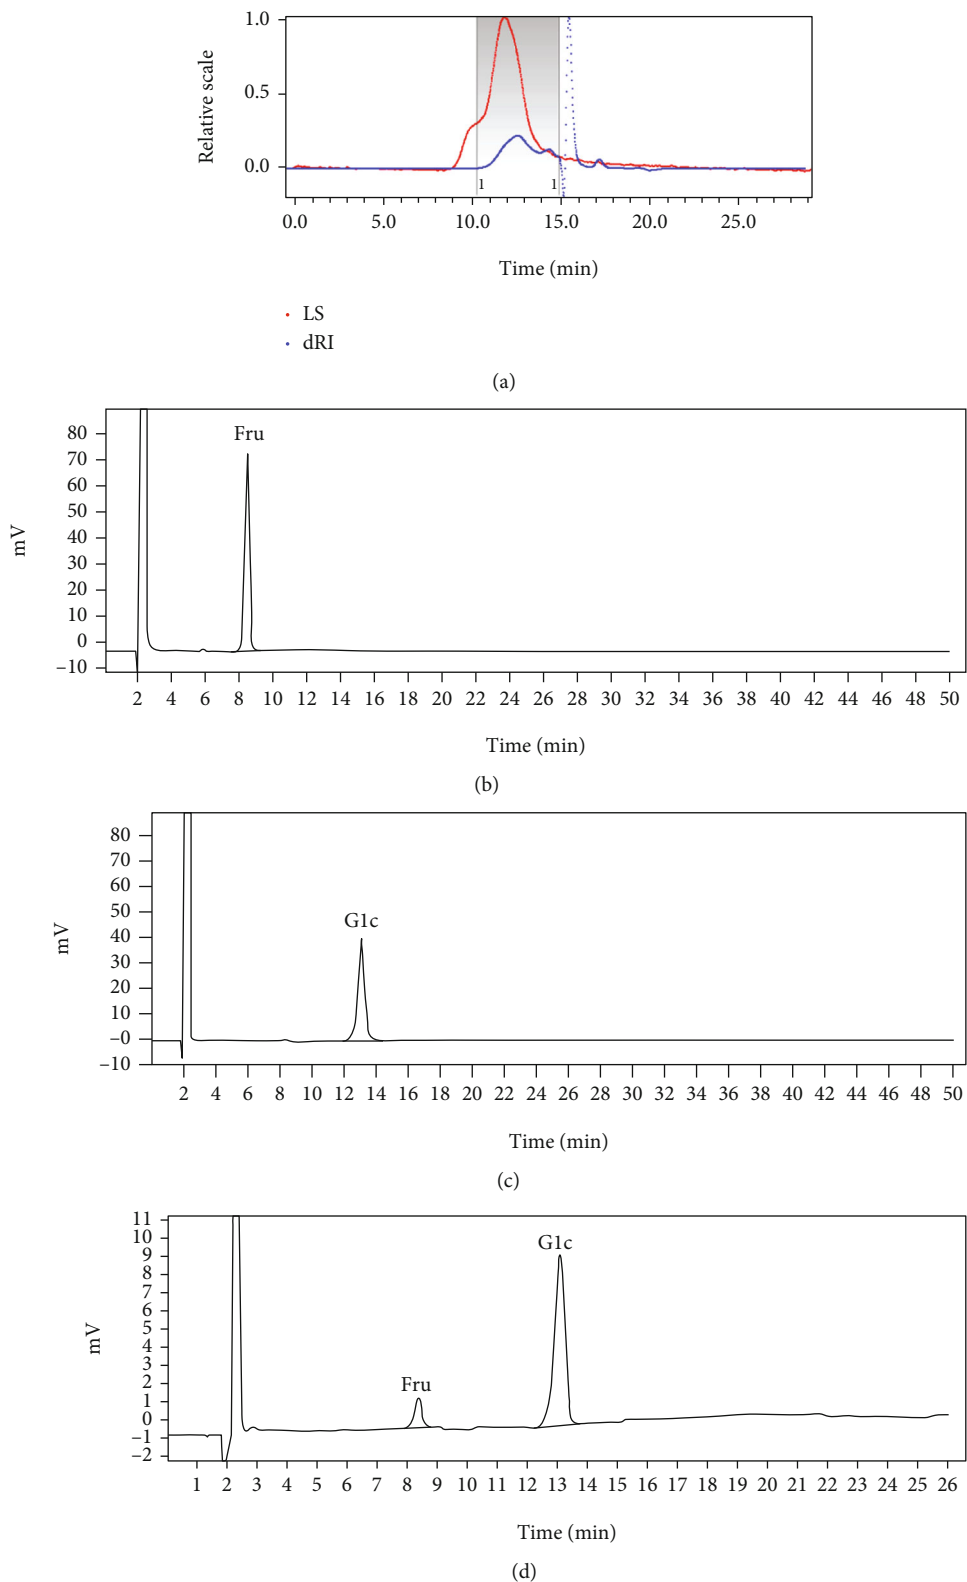 1.0
0.5
0.0
Relative scale
1 1
0.0 5.0 10.0 15.0 20.0 25.0
Time (min)
LS
dRI
(a)
80
70
60
50
40
30
20
10
0
–10
mV
Fru
2 4 6 8 10 12 14 16 18 20 22 24 26 28 30 32 34 36 38 40 42 44 46 48 50
Time (min)
(b)
80
70
60
50
40
30
20
10
–0
–10
mV
G1c
2 4 6 8 10 12 14 16 18 20 22 24 26 28 30 32 34 36 38 40 42 44 46 48 50
Time (min)
(c)
11
10
9
8
7
6
5
4
3
2
1
0
–1
–2
mV
Fru
G1c
1 2 3 4 5 6 7 8 9 10 11 12 13 14 15 16 17 18 19 20 21 22 23 24 25 26
Time (min)
(d)